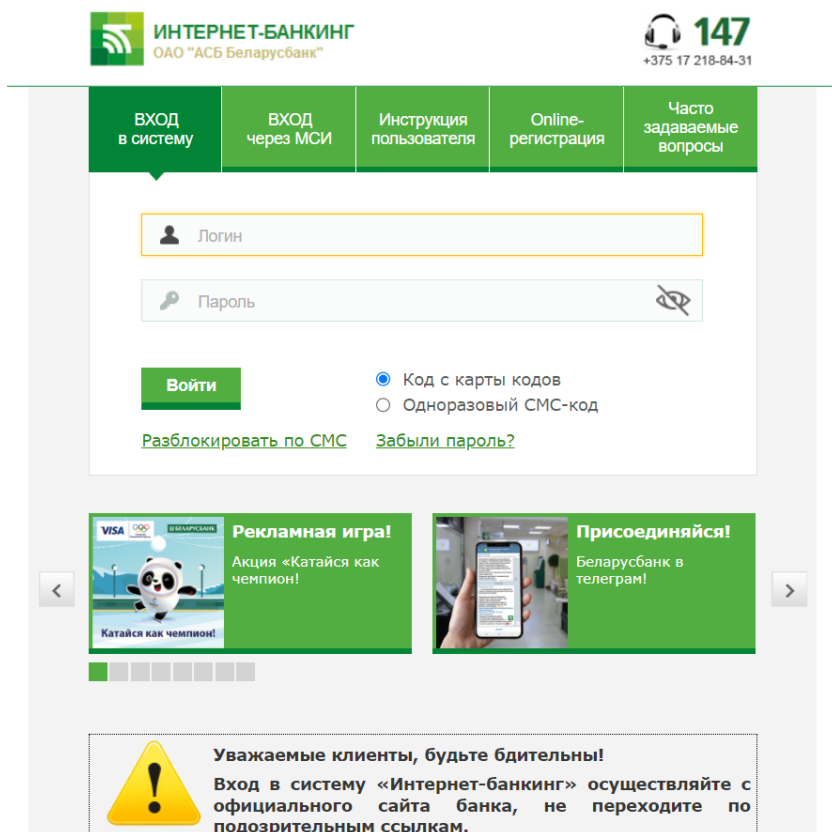 ИНТЕРНЕТ-БАНКИНГ
ОАО "АСБ Беларусбанк"
147
+375 17 218-84-31
ВХОД
в систему
ВХОД
через МСИ
Инструкция
пользователя
Online-
регистрация
Часто
задаваемые
вопросы
Логин
Пароль
Войти
Код с карты кодов
Одноразовый СМС-код
Разблокировать по СМС
Забыли пароль?
VISA
БЕЛАРУСБАНК
Катайся как чемпион!
Рекламная игра!
Акция «Катайся как
чемпион!
Присоединяйся!
Беларусбанк в
телеграм!
Уважаемые клиенты, будьте бдительны!
Вход в систему «Интернет-банкинг» осуществляйте с
официального сайта банка, не переходите по
подозрительным ссылкам.